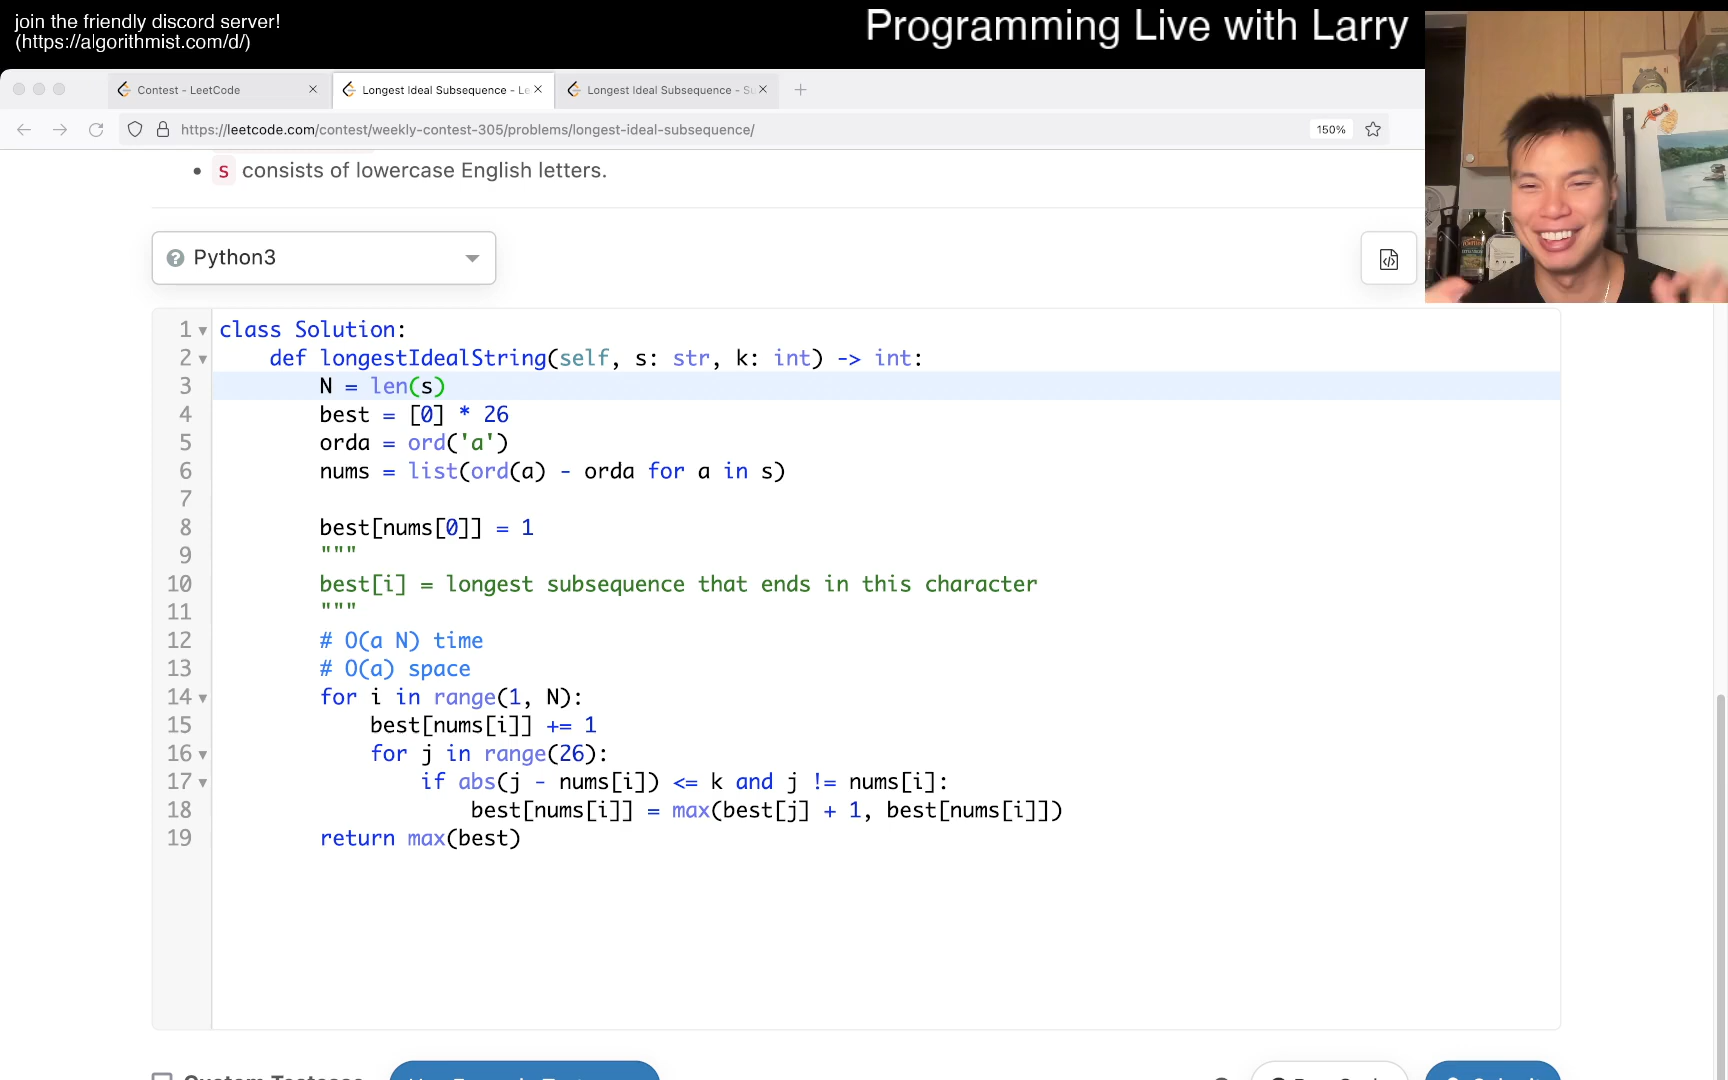 join the friendly discord server!
(https://algorithmist.com/d/)
Programming Live with Larry
Contest - LeetCode
Longest Ideal Subsequence - Le
Longest Ideal Subsequence - Su
https://leetcode.com/contest/weekly-contest-305/problems/longest-ideal-subsequence/
150%
s consists of lowercase English letters.
Python3
1 class Solution:
2 def longestIdealString(self, s: str, k: int) -> int:
3 N = len(s)
4 best = [0] * 26
5 orda = ord('a')
6 nums = list(ord(a) - orda for a in s)
7
8 best[nums[0]] = 1
9 """
10 best[i] = longest subsequence that ends in this character
11 """
12 # O(a N) time
13 # O(a) space
14 for i in range(1, N):
15 best[nums[i]] += 1
16 for j in range(26):
17 if abs(j - nums[i]) <= k and j != nums[i]:
18 best[nums[i]] = max(best[j] + 1, best[nums[i]])
19 return max(best)